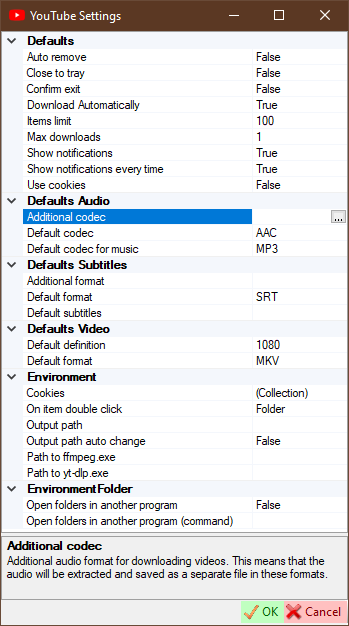 YouTube Settings
Defaults
Auto remove False
Close to tray False
Confirm exit False
Download Automatically True
Items limit 100
Max downloads 1
Show notifications True
Show notifications every time True
Use cookies False
Defaults Audio
Additional codec ...
Default codec AAC
Default codec for music MP3
Defaults Subtitles
Additional format
Default format SRT
Default subtitles
Defaults Video
Default definition 1080
Default format MKV
Environment
Cookies (Collection)
On item double click Folder
Output path
Output path auto change False
Path to ffmpeg.exe
Path to yt-dlp.exe
EnvironmentFolder
Open folders in another program False
Open folders in another program (command)
Additional codec
Additional audio format for downloading videos. This means that the
audio will be extracted and saved as a separate file in these formats.
OK Cancel